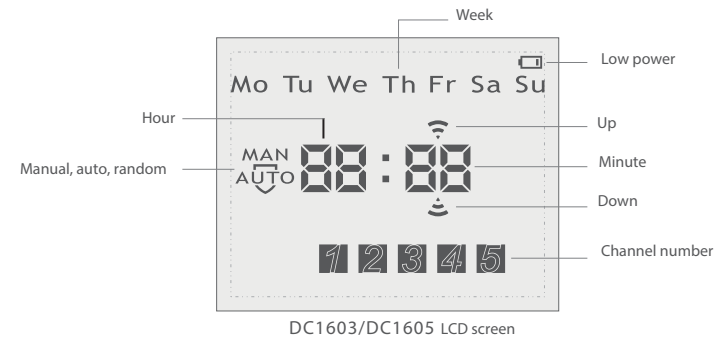 Week
Low power
Mo Tu We Th Fr Sa Su
Hour
Up
MAN
AUTO
88:88
Manual, auto, random
Minute
Down
1 2 3 4 5
Channel number
DC1603/DC1605 LCD screen